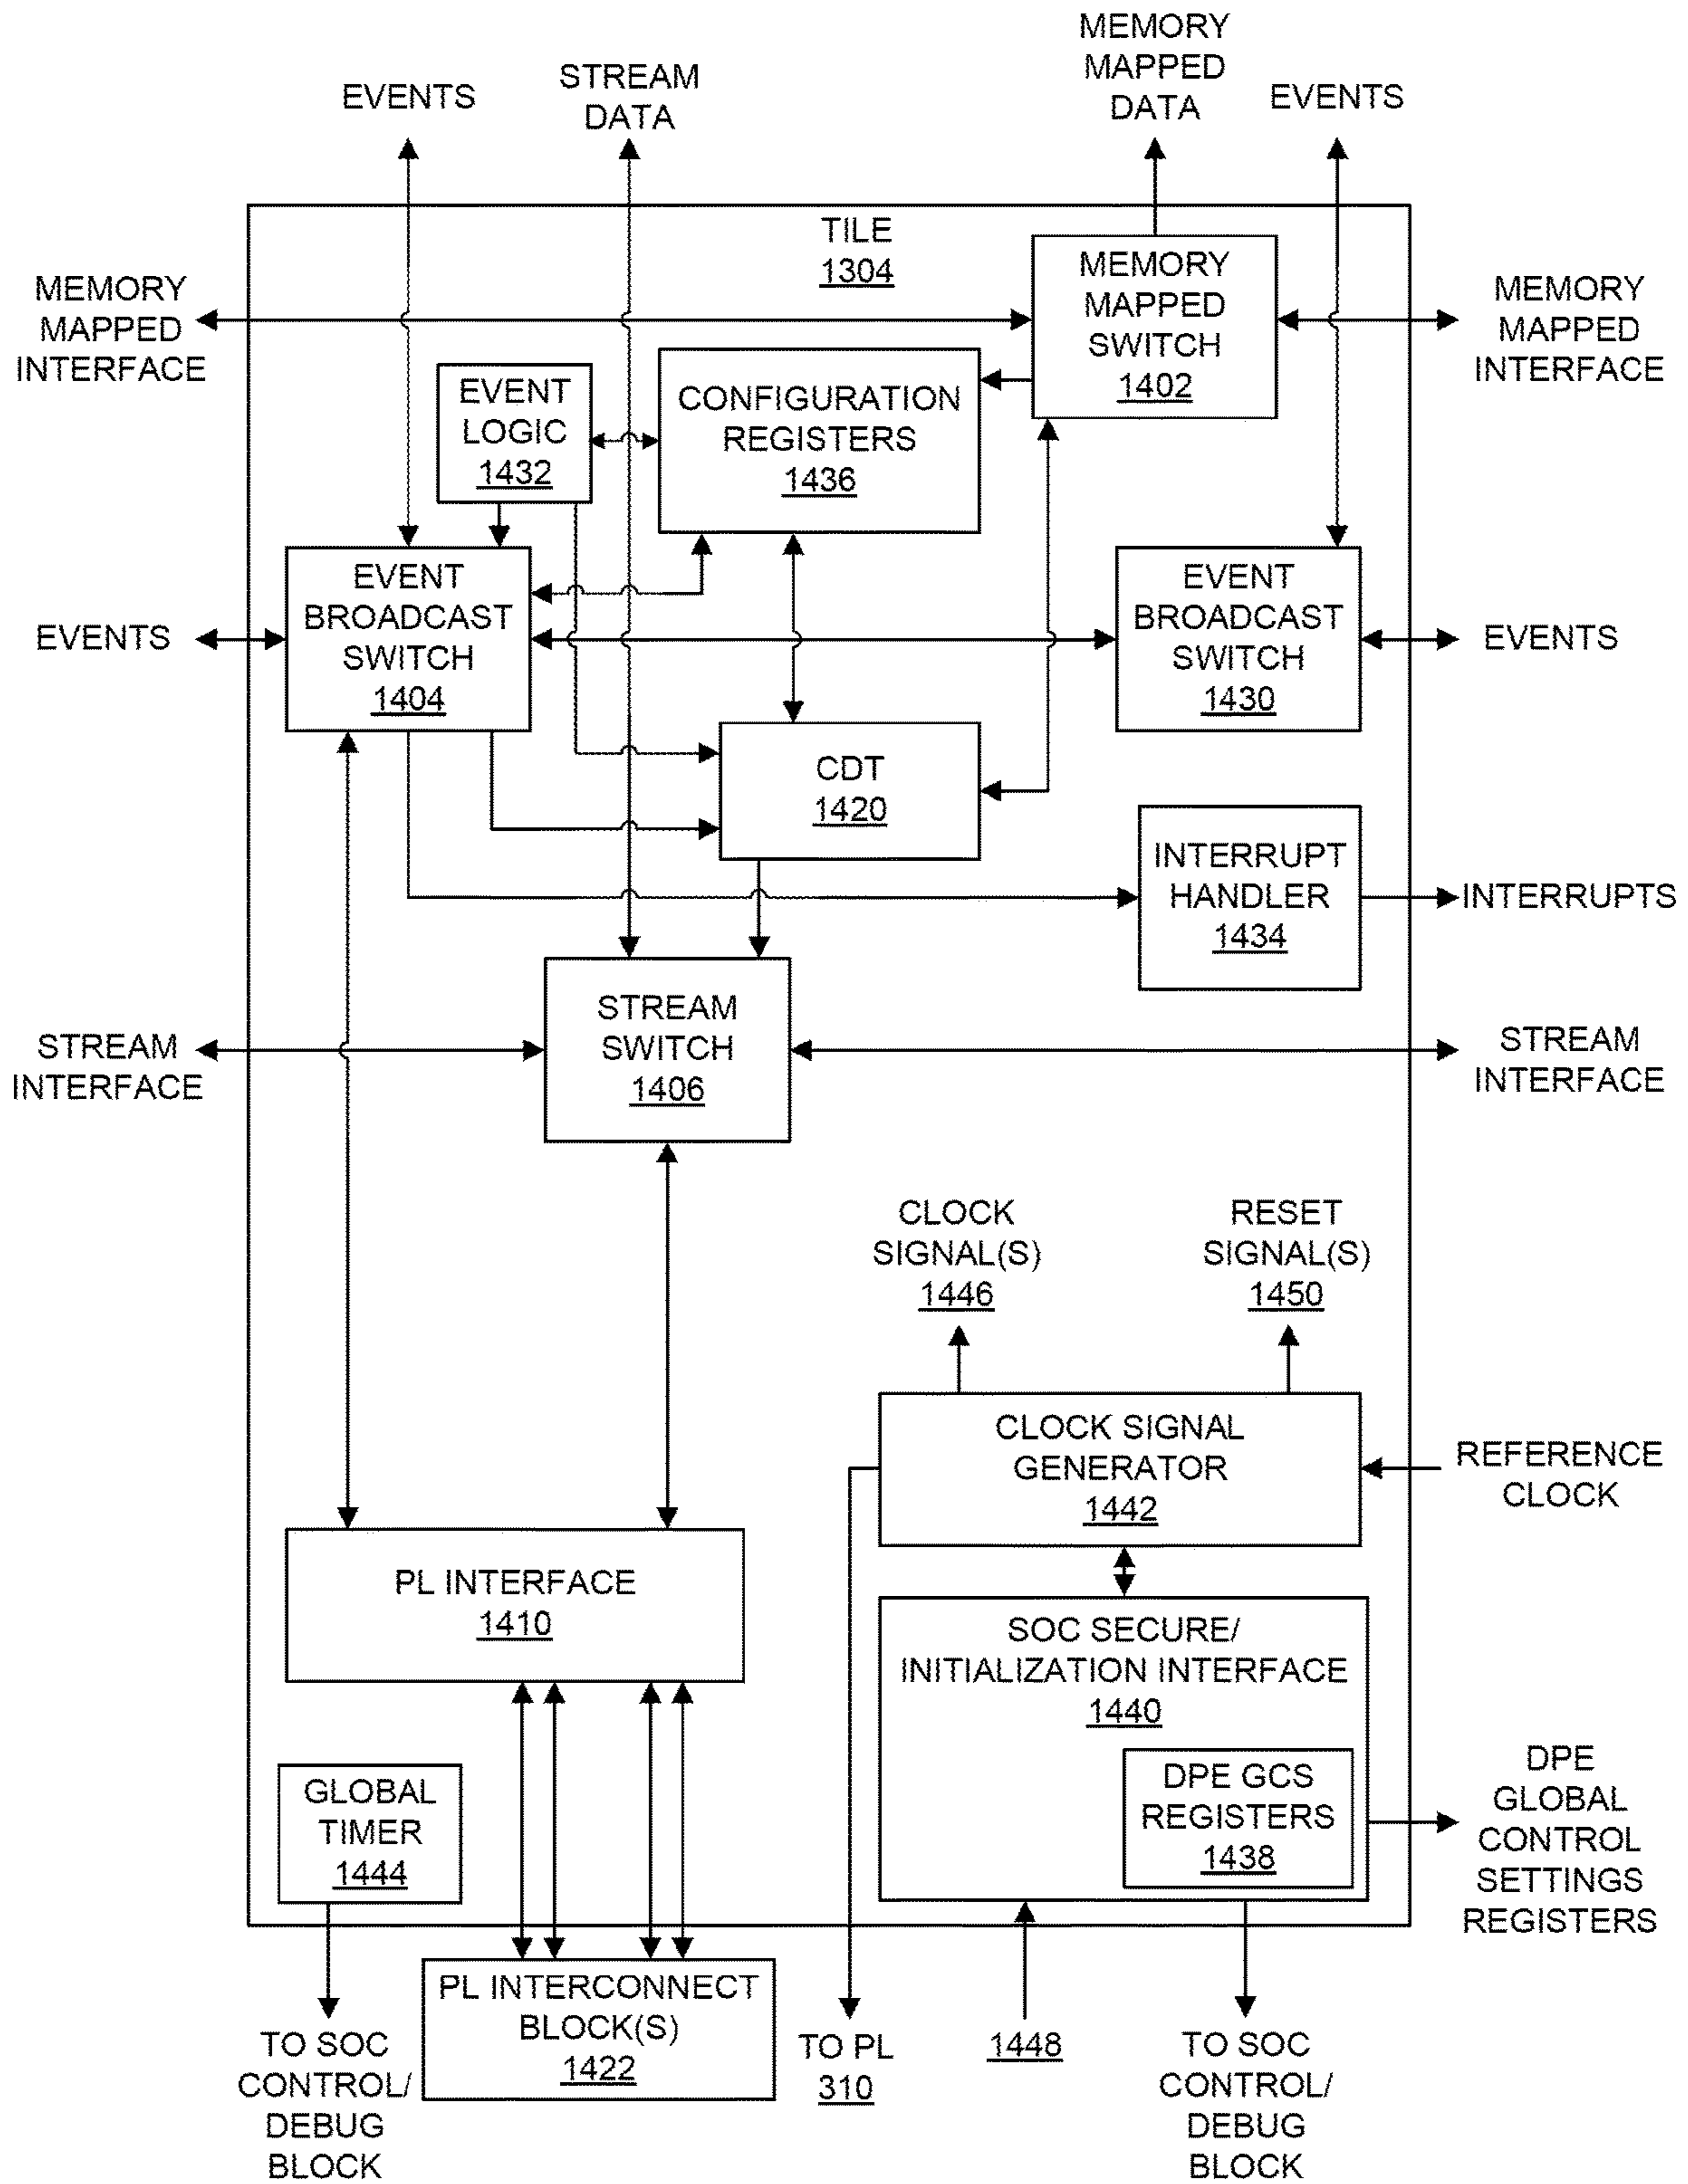 MEMORY
MAPPED
DATA
STREAM
DATA
EVENTS
EVENTS
TILE
1304
MEMORY
MAPPED
INTERFACE
MEMORY
MAPPED
SWITCH
1402
MEMORY
MAPPED
INTERFACE
EVENT
LOGIC
1432
CONFIGURATION
REGISTERS
1436
EVENTS
EVENT
BROADCAST
SWITCH
1404
EVENT
BROADCAST
SWITCH
1430
EVENTS
CDT
1420
INTERRUPT
HANDLER
1434
INTERRUPTS
STREAM
INTERFACE
STREAM
SWITCH
1406
STREAM
INTERFACE
CLOCK
SIGNAL(S)
1446
RESET
SIGNAL(S)
1450
CLOCK SIGNAL
GENERATOR
1442
REFERENCE
CLOCK
PL INTERFACE
1410
SOC SECURE/
INITIALIZATION INTERFACE
1440
DPE GCS
REGISTERS
1438
DPE
GLOBAL
CONTROL
SETTINGS
REGISTERS
GLOBAL
TIMER
1444
PL INTERCONNECT
BLOCK(S)
1422
TO SOC
CONTROL/
DEBUG
BLOCK
TO PL
310
1448
TO SOC
CONTROL/
DEBUG
BLOCK